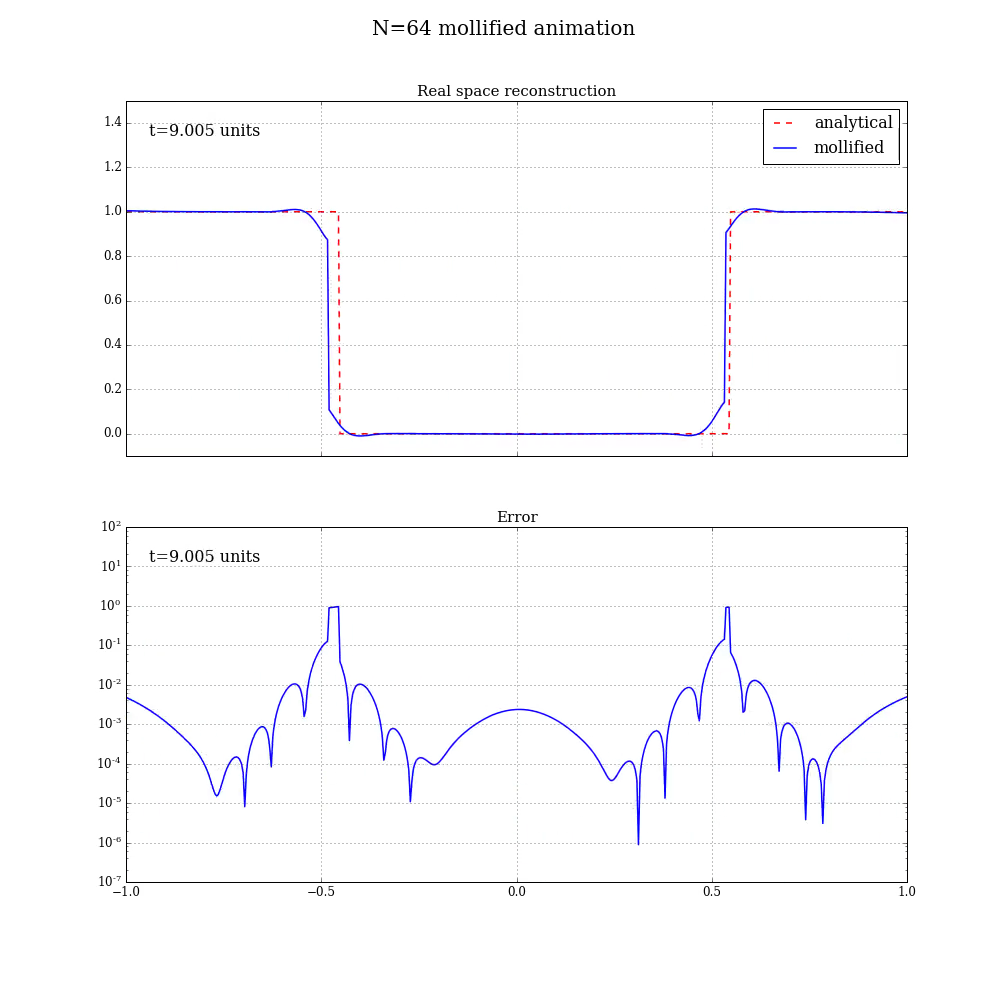 N=64 mollified animation
Real space reconstruction
t=9.005 units
analytical
mollified
1.4
1.2
1.0
0.8
0.6
0.4
0.2
0.0
Error
t=9.005 units
10²
10¹
10⁰
10⁻¹
10⁻²
10⁻³
10⁻⁴
10⁻⁵
10⁻⁶
10⁻⁷
−1.0 −0.5 0.0 0.5 1.0